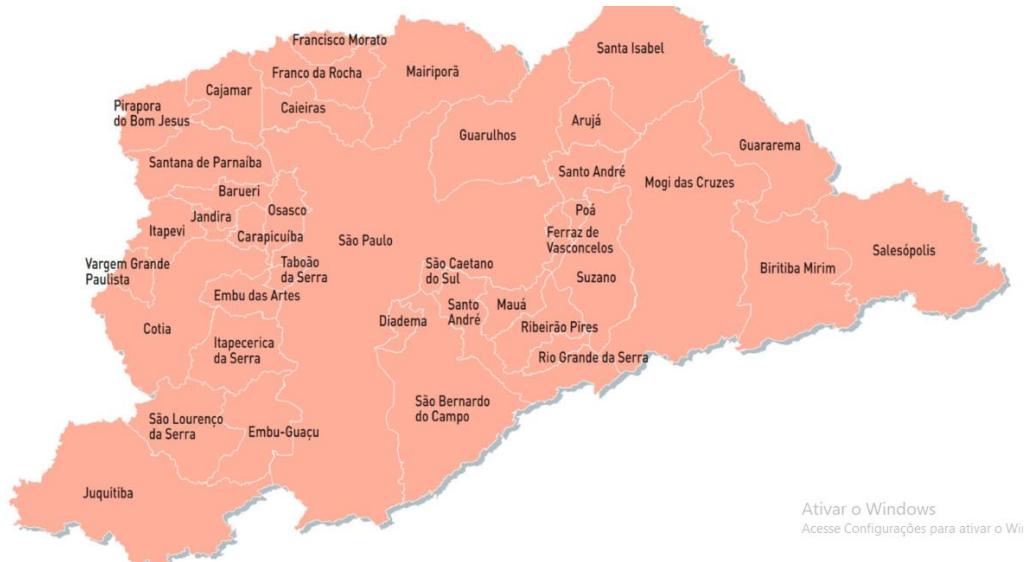 Francisco Morato
Santa Isabel
Franco da Rocha
Mairiporã
Cajamar
Pirapora
do Bom Jesus
Caieiras
Arujá
Guarulhos
Guararema
Santana de Parnaíba
Santo André
Mogi das Cruzes
Barueri
Osasco
Poá
Jandira
Itapevi
Carapicuíba
São Paulo
Ferraz de
Vasconcelos
Salesópolis
Vargem Grande
Paulista
Taboão
da Serra
São Caetano
do Sul
Suzano
Biritiba Mirim
Embu das Artes
Santo
André
Mauá
Cotia
Diadema
Ribeirão Pires
Itapecerica
da Serra
Rio Grande da Serra
São Bernardo
do Campo
São Lourenço
da Serra
Embu-Guaçu
Juquitiba
Ativar o Windows
Acesse Configurações para ativar o Wi